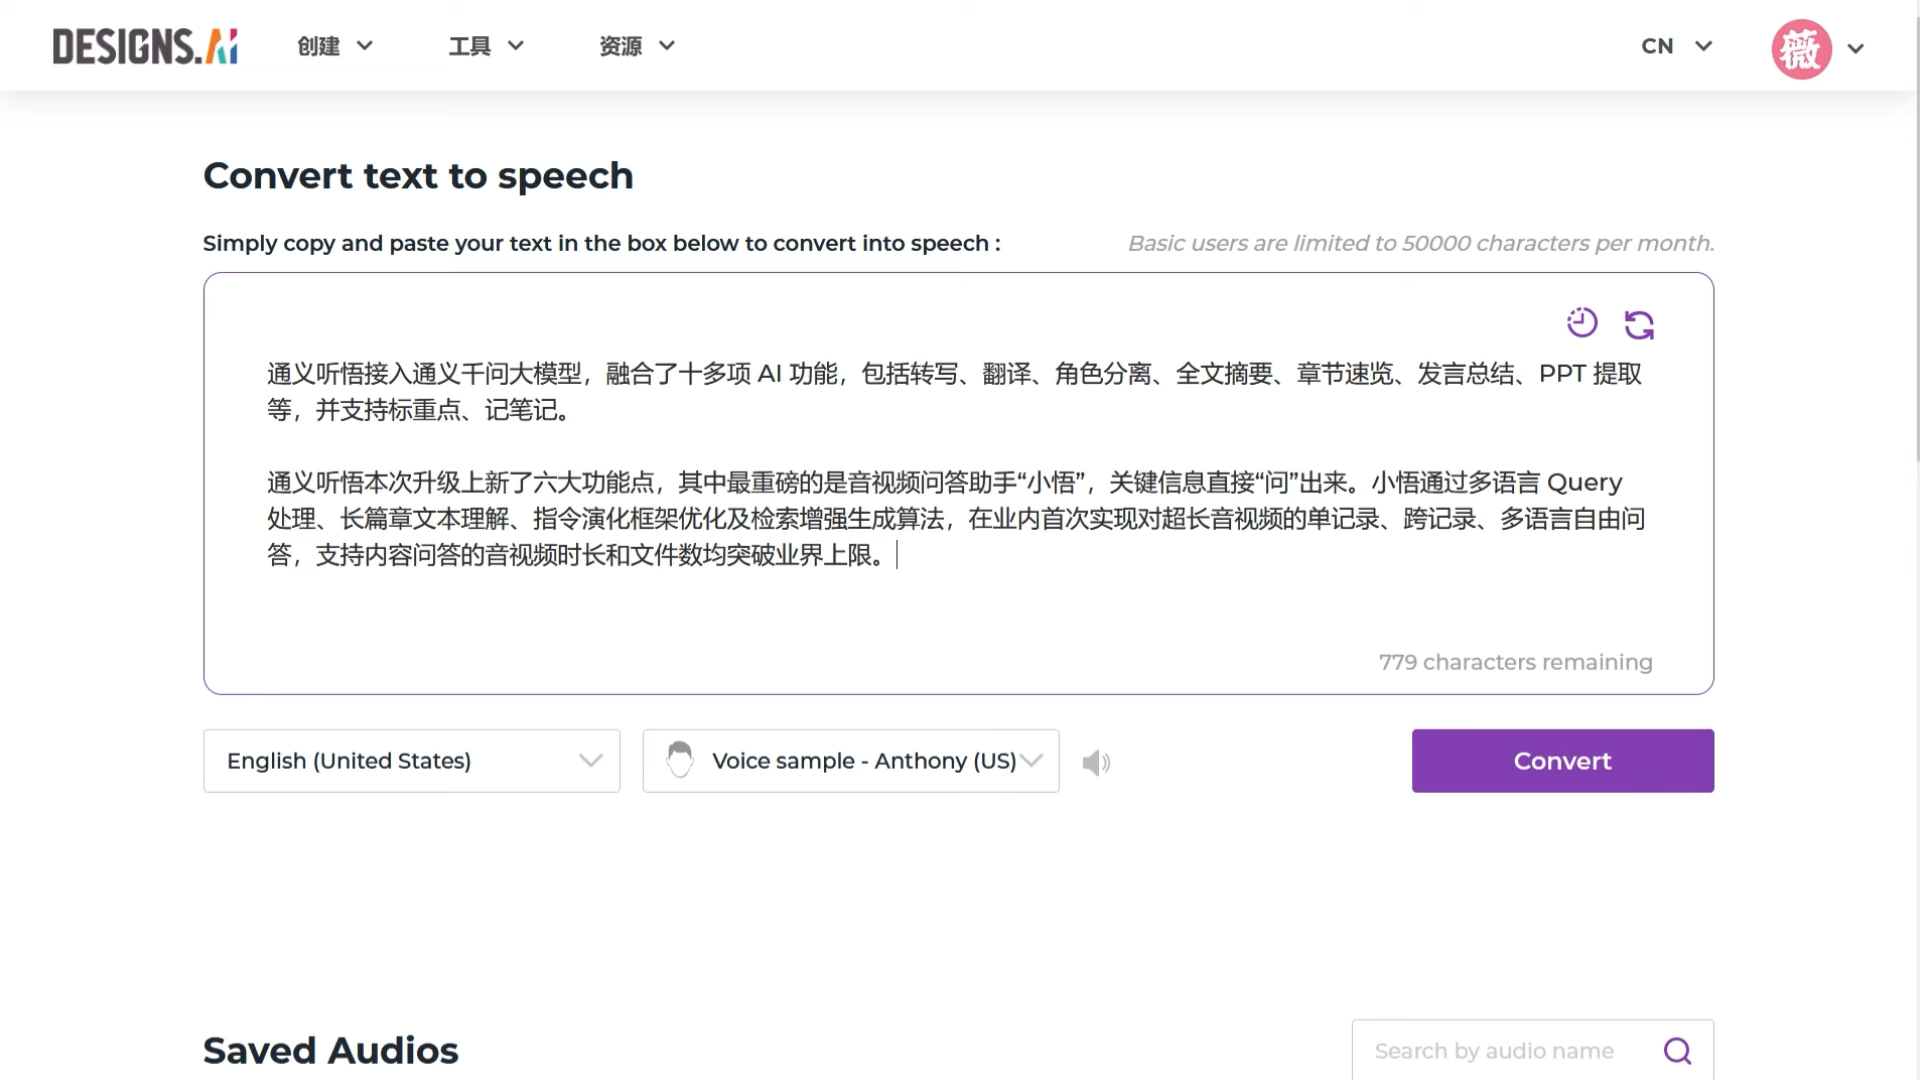 DESIGNS.AI
创建
工具
资源
CN
薇
Convert text to speech
Simply copy and paste your text in the box below to convert into speech :
Basic users are limited to 50000 characters per month.
通义听悟接入通义千问大模型，融合了十多项 AI 功能，包括转写、翻译、角色分离、全文摘要、章节速览、发言总结、PPT 提取
等，并支持标重点、记笔记。
通义听悟本次升级上新了六大功能点，其中最重磅的是音视频问答助手“小悟”，关键信息直接“问”出来。小悟通过多语言 Query
处理、长篇章文本理解、指令演化框架优化及检索增强生成算法，在业内首次实现对超长音视频的单记录、跨记录、多语言自由问
答，支持内容问答的音视频时长和文件数均突破业界上限。
779 characters remaining
English (United States)
Voice sample - Anthony (US)
Convert
Saved Audios
Search by audio name